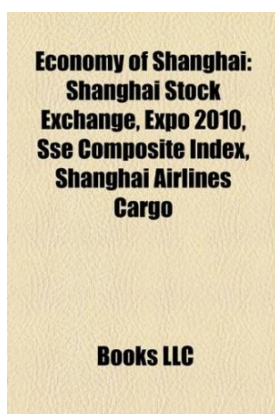 Economy of Shanghai:
Shanghai Stock
Exchange, Expo 2010,
Sse Composite Index,
Shanghai Airlines
Cargo
Books LLC